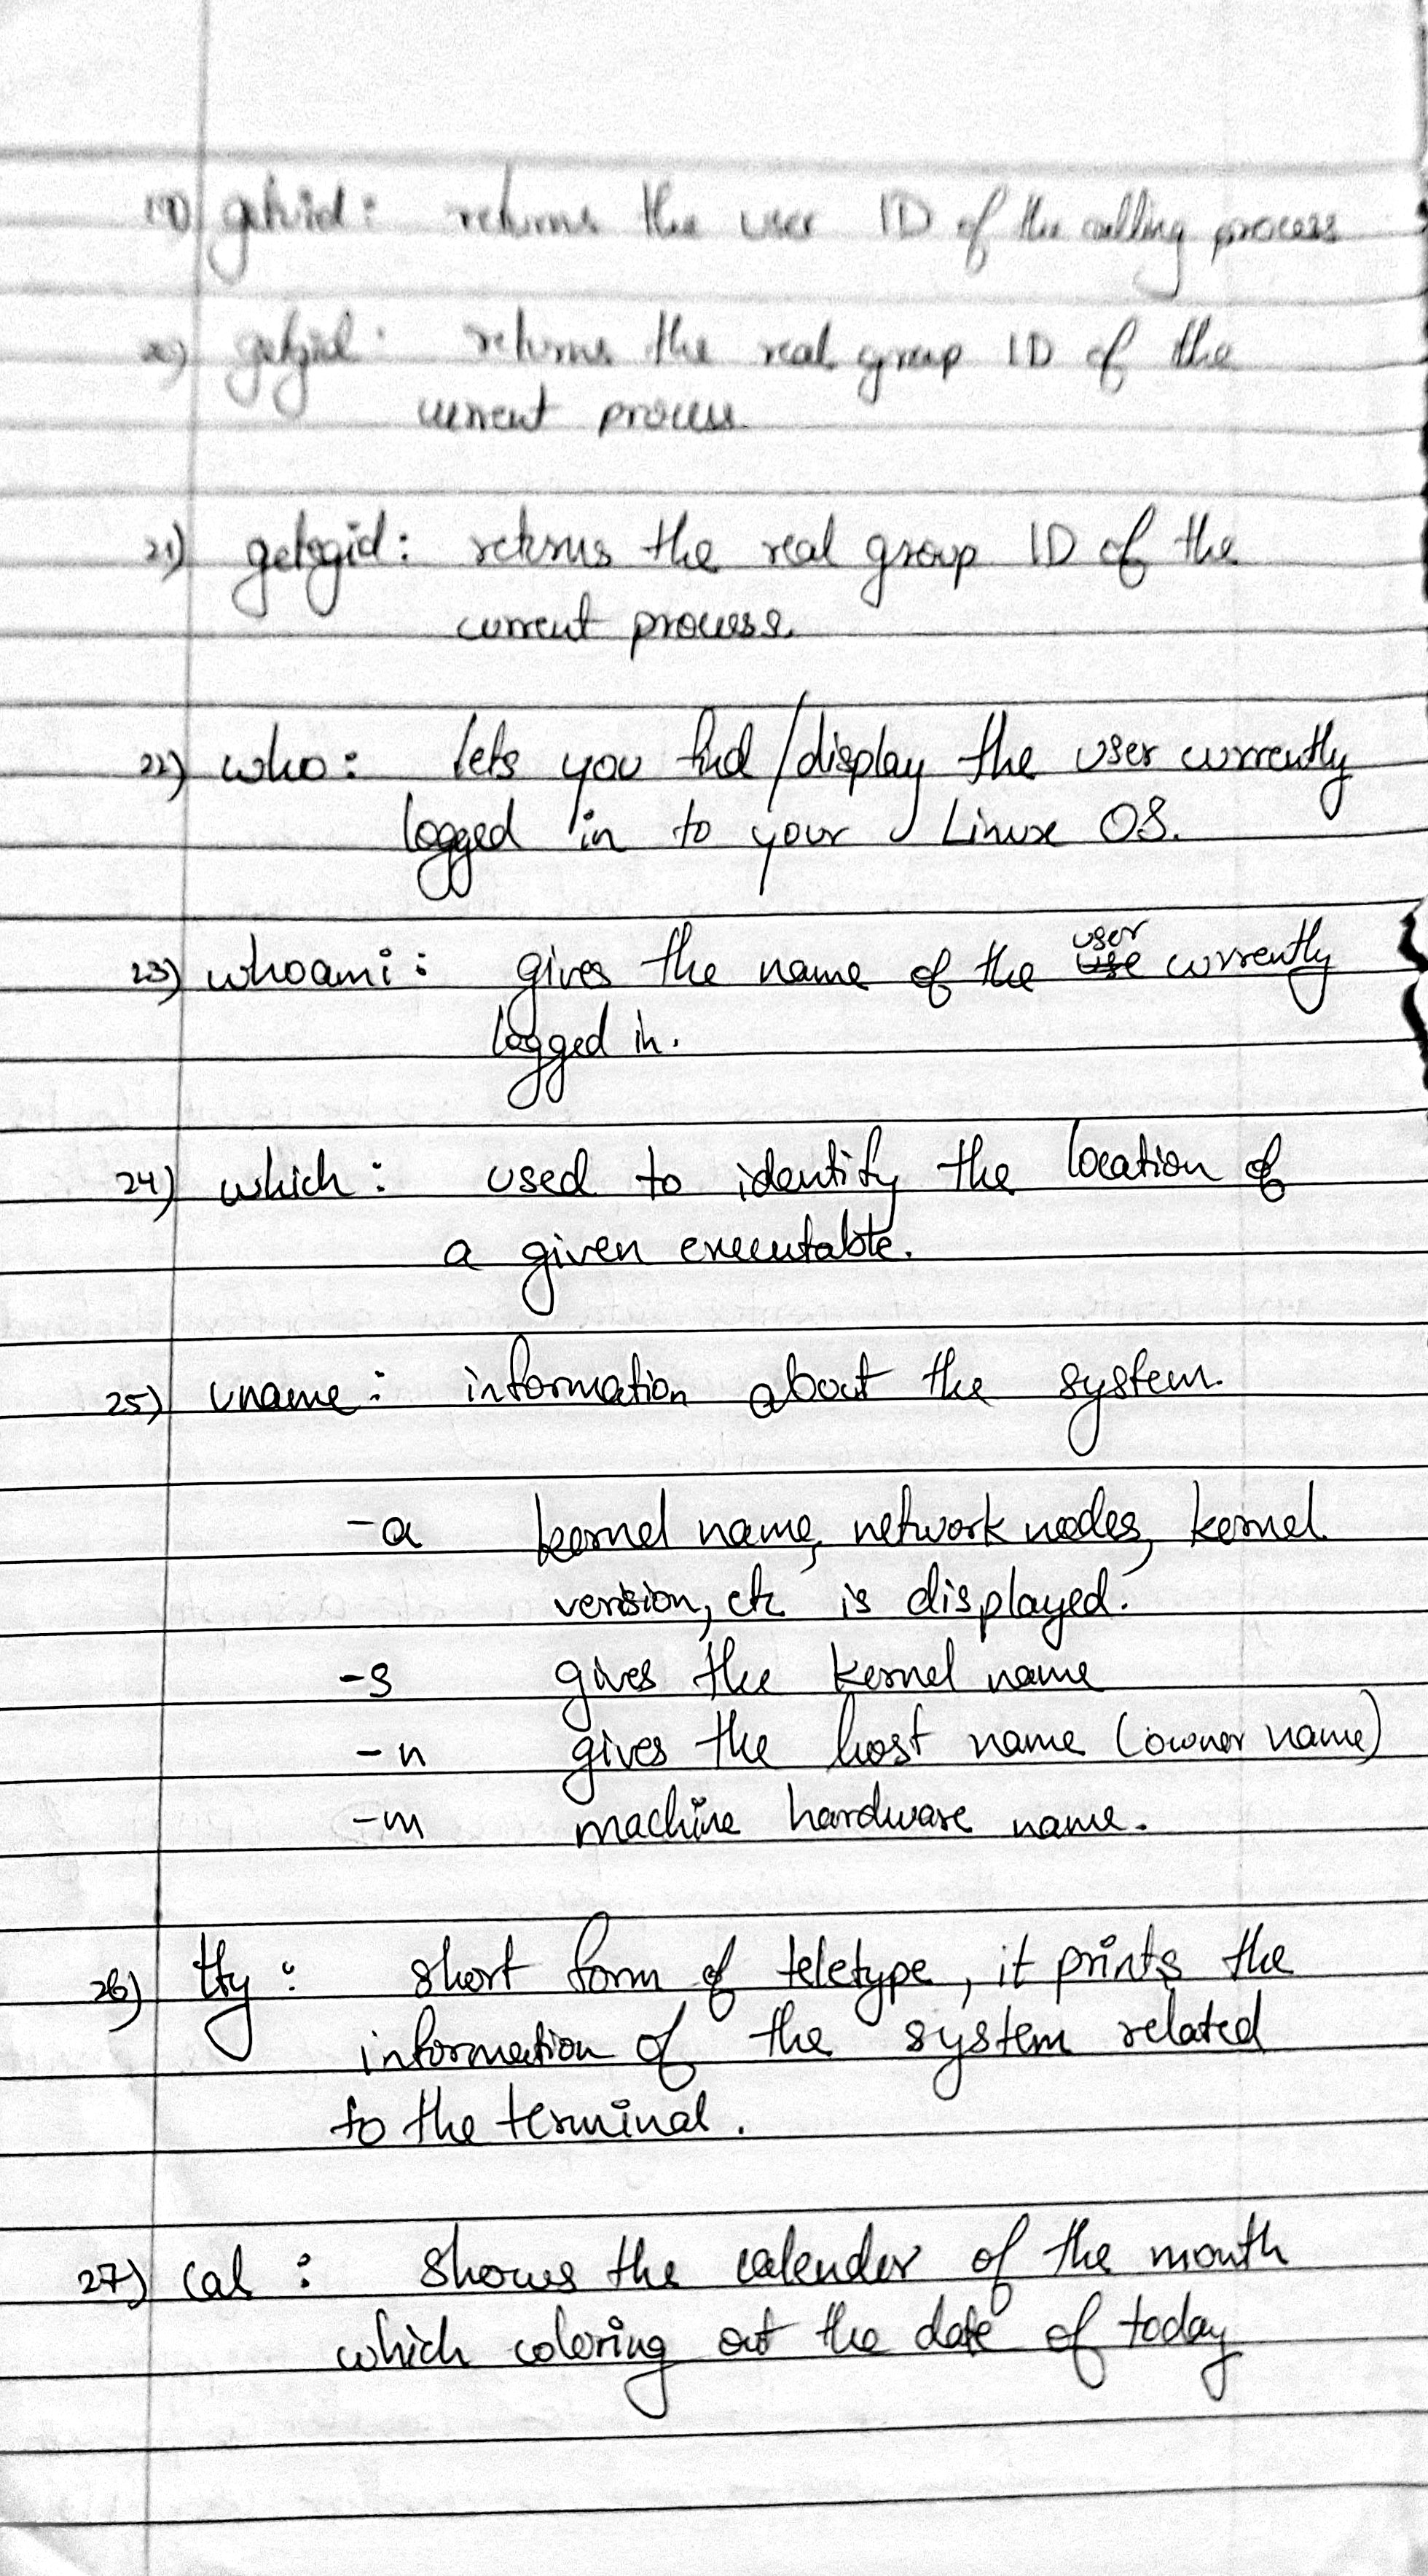 19) getuid: returns the user ID of the calling process
20) getgid: returns the real group ID of the
current process.
21) getegid: returns the real group ID of the
current process.
22) who: lets you find/display the user currently
logged in to your Linux OS.
23) whoami: gives the name of the user currently
logged in.
24) which: used to identify the location of
a given executable.
25) uname: information about the system.
-a kernel name, network nodes, kernel
version, etc is displayed.
-s gives the kernel name
-n gives the host name (owner name)
-m machine hardware name.
26) tty: short form of teletype, it prints the
information of the system related
to the terminal.
27) cal: shows the calender of the month
which coloring out the date of today